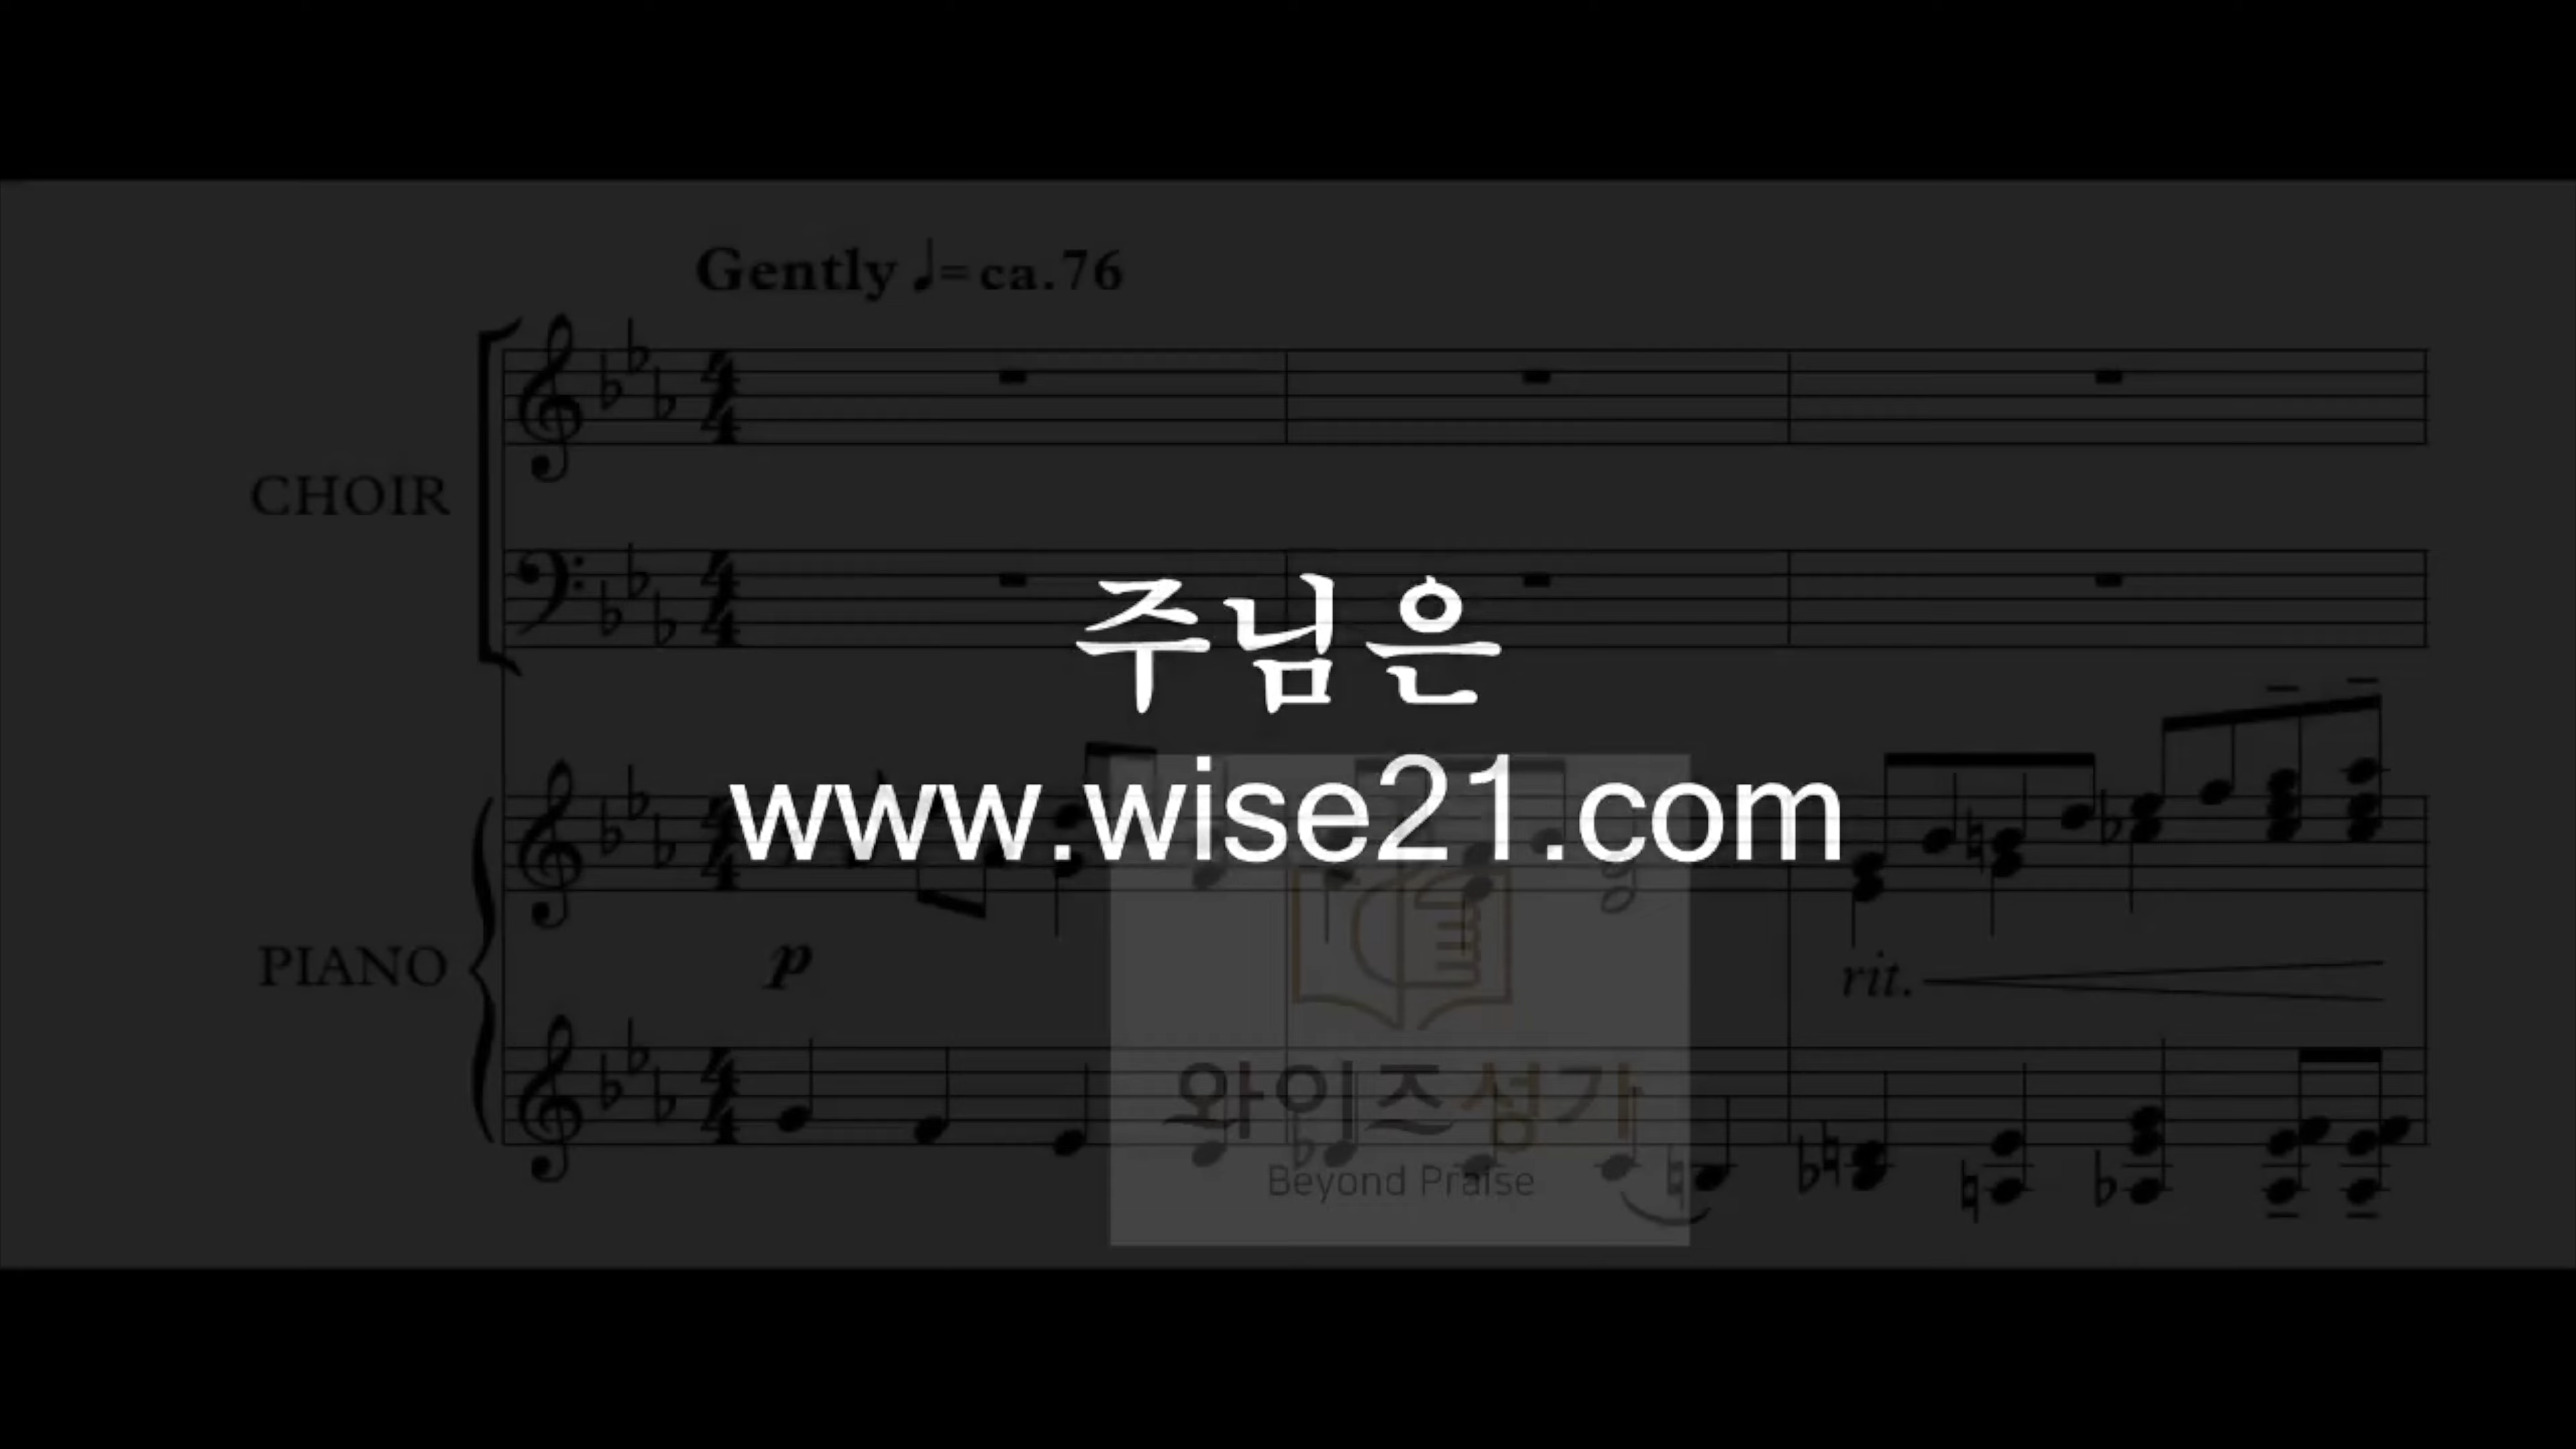 Gently ♩= ca. 76
CHOIR
주님은
www.wise21.com
PIANO
p
rit.
와이즈성가
Beyond Praise